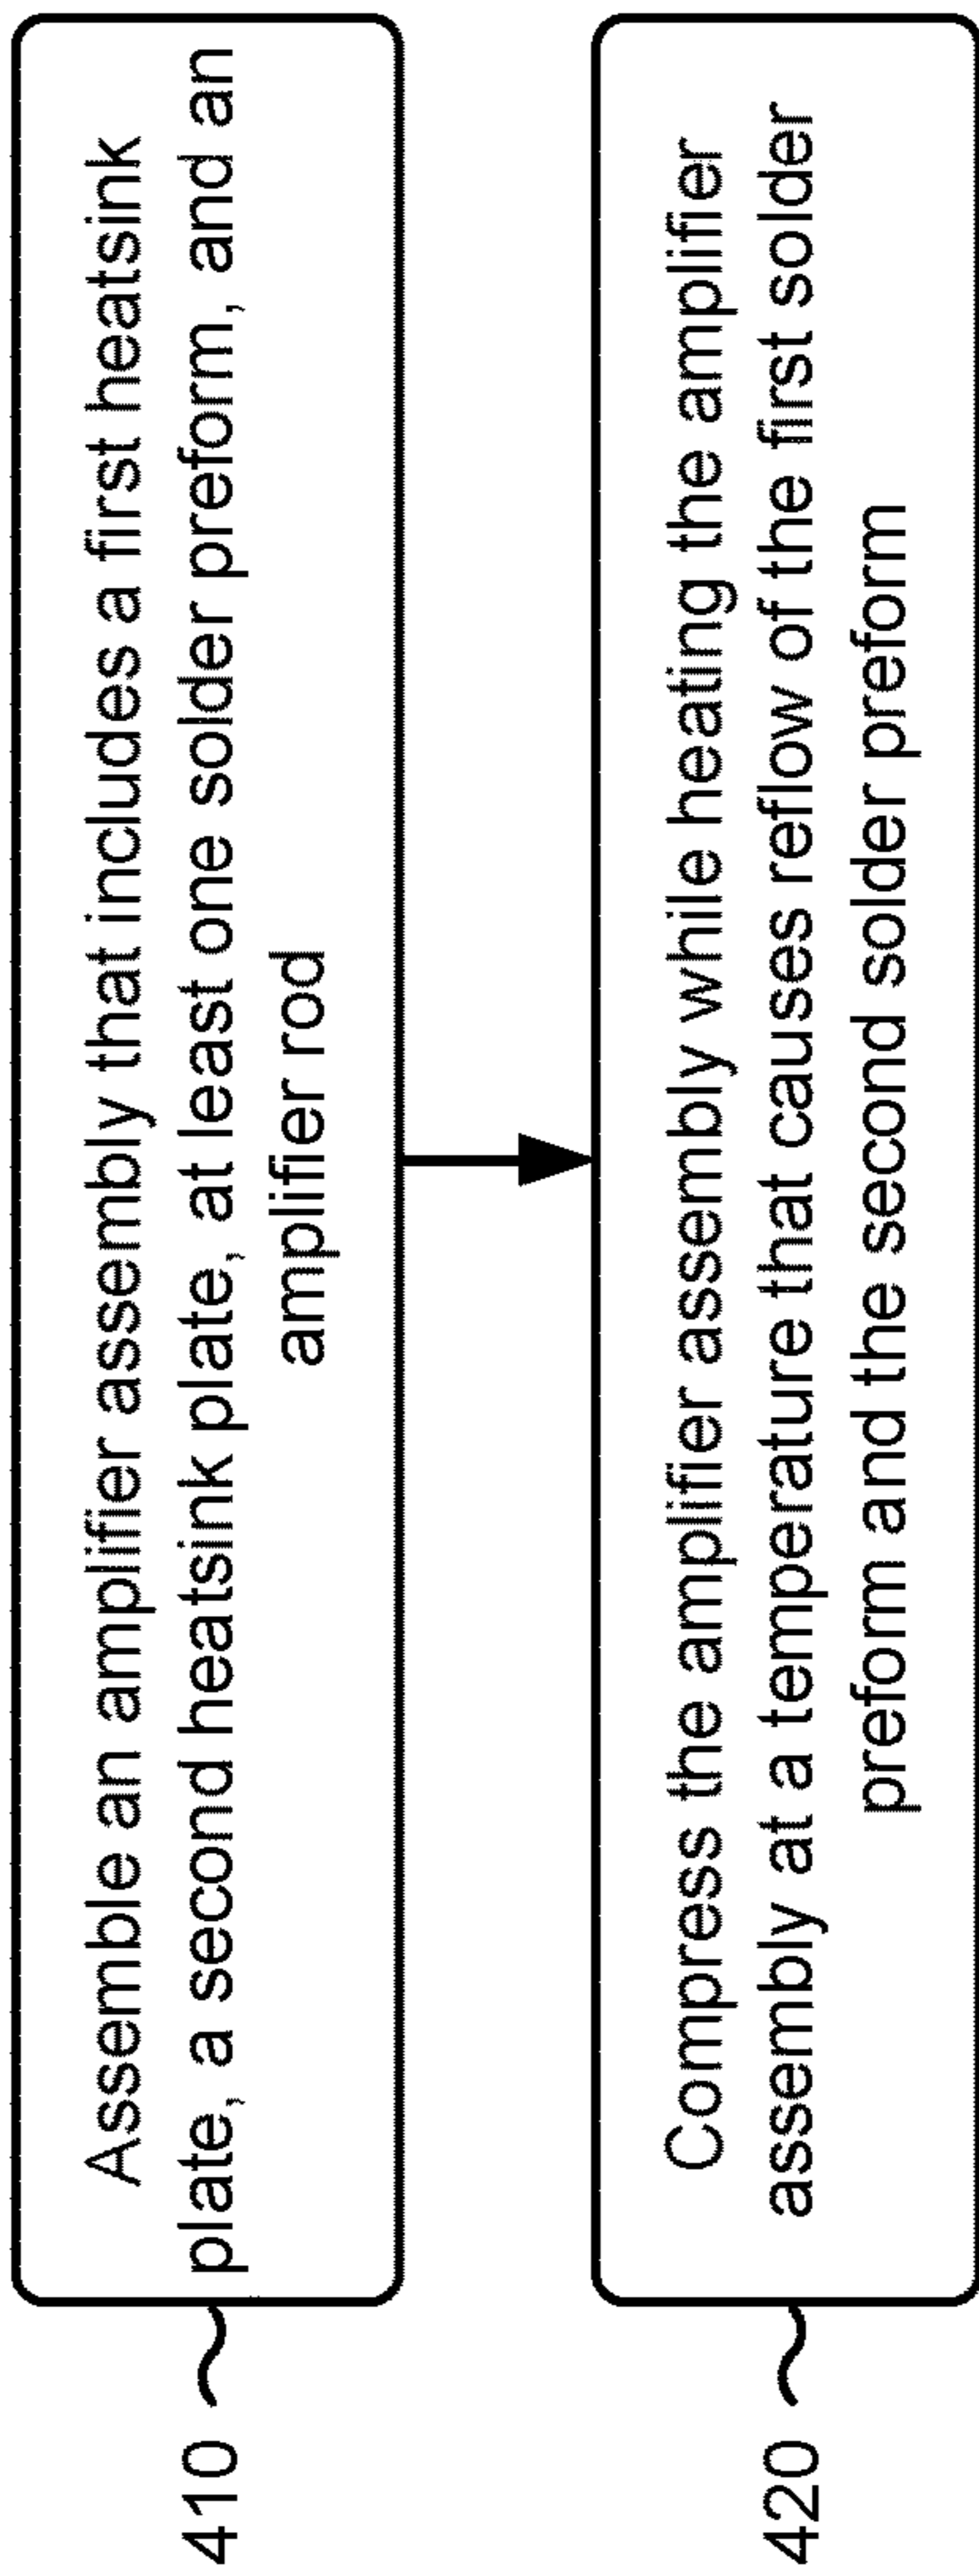 410
Assemble an amplifier assembly that includes a first heatsink
plate, a second heatsink plate, at least one solder preform, and an
amplifier rod
420
Compress the amplifier assembly while heating the amplifier
assembly at a temperature that causes reflow of the first solder
preform and the second solder preform